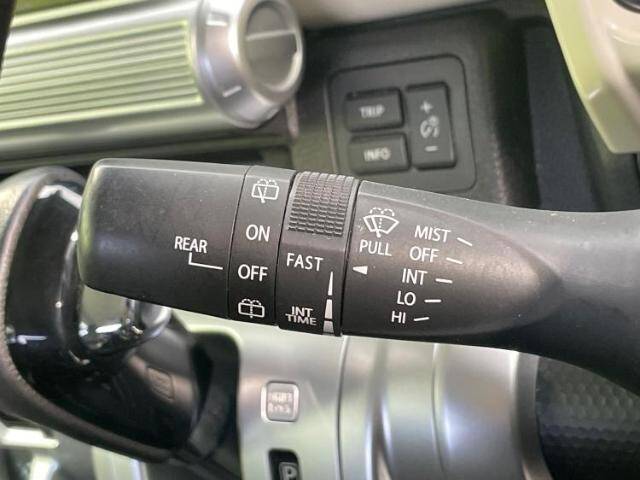 TRIP
+
INFO
-
REAR
ON
OFF
FAST
INT
TIME
PULL
MIST
OFF
INT
LO
HI
P